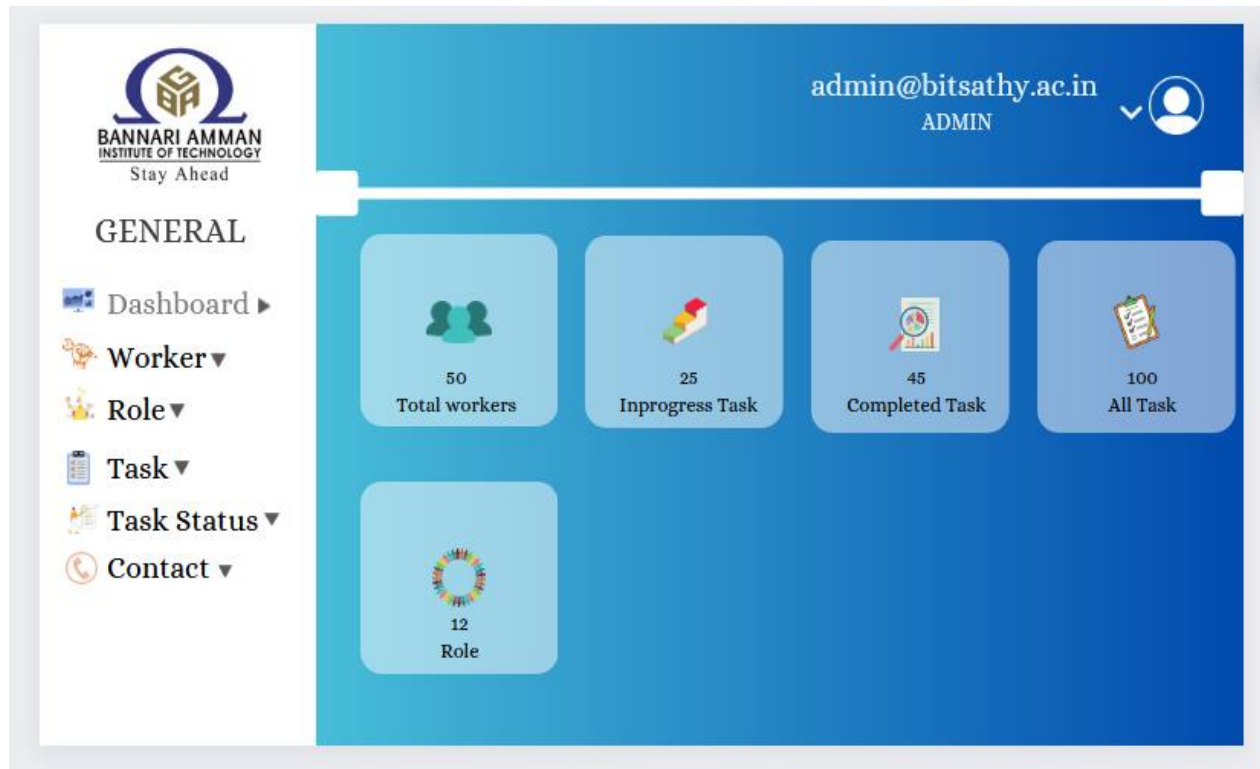 GBA
BANNARI AMMAN
INSTITUTE OF TECHNOLOGY
Stay Ahead
GENERAL
Dashboard
Worker
Role
Task
Task Status
Contact
admin@bitsathy.ac.in
ADMIN
50
Total workers
25
Inprogress Task
45
Completed Task
100
All Task
12
Role